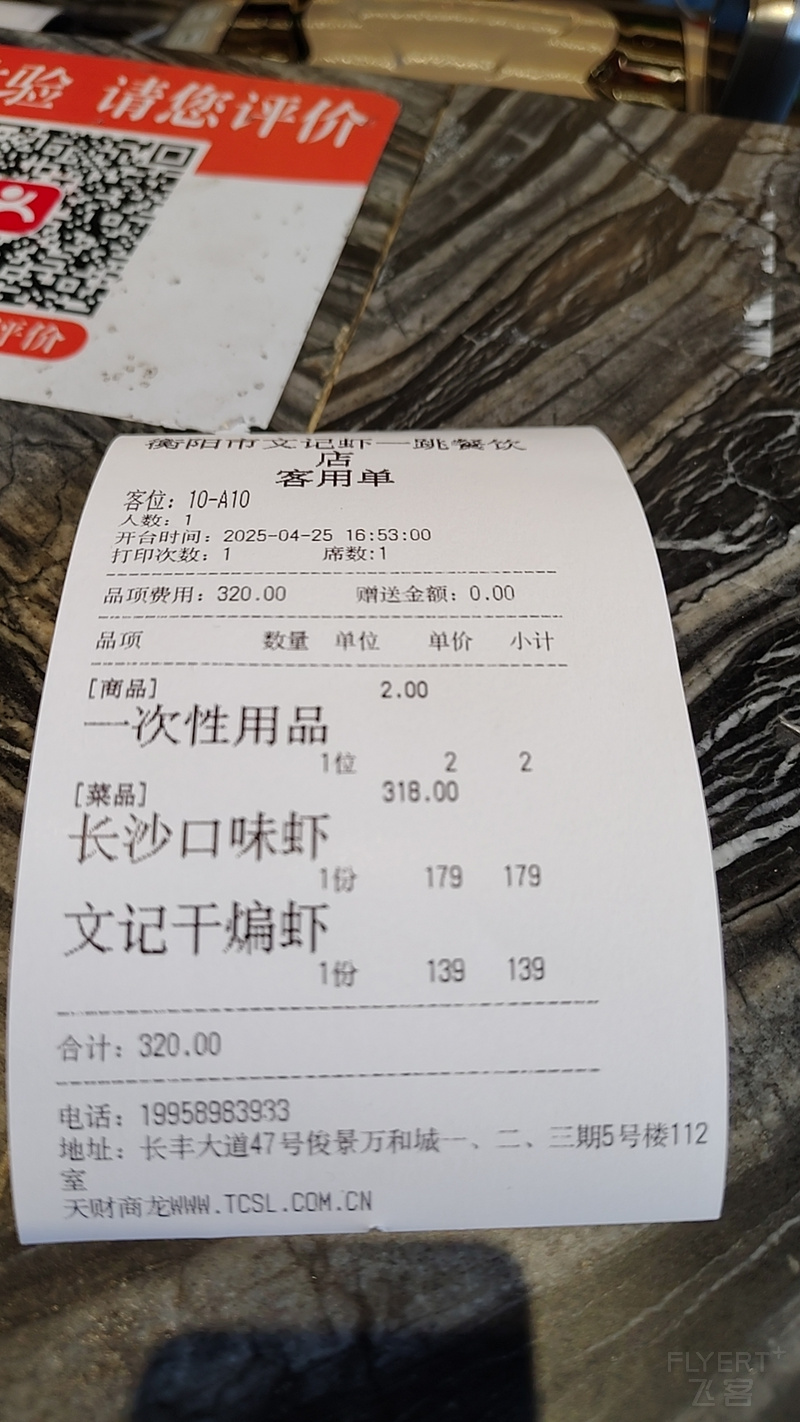 验 请您评价
评价
衡阳市文记虾一跳餐饮
店
客用单
客位：10-A10
人数：1
开台时间：2025-04-25 16:53:00
打印次数：1 席数:1
品项费用：320.00 赠送金额：0.00
品项 数量 单位 单价 小计
[商品] 2.00
一次性用品
1位 2 2
[菜品] 318.00
长沙口味虾
1份 179 179
文记干煸虾
1份 139 139
合计：320.00
电话：19958983933
地址：长丰大道47号俊景万和城一、二、三期5号楼112
室
天财商龙WWW.TCSL.COM.CN
FLYERT+
飞客